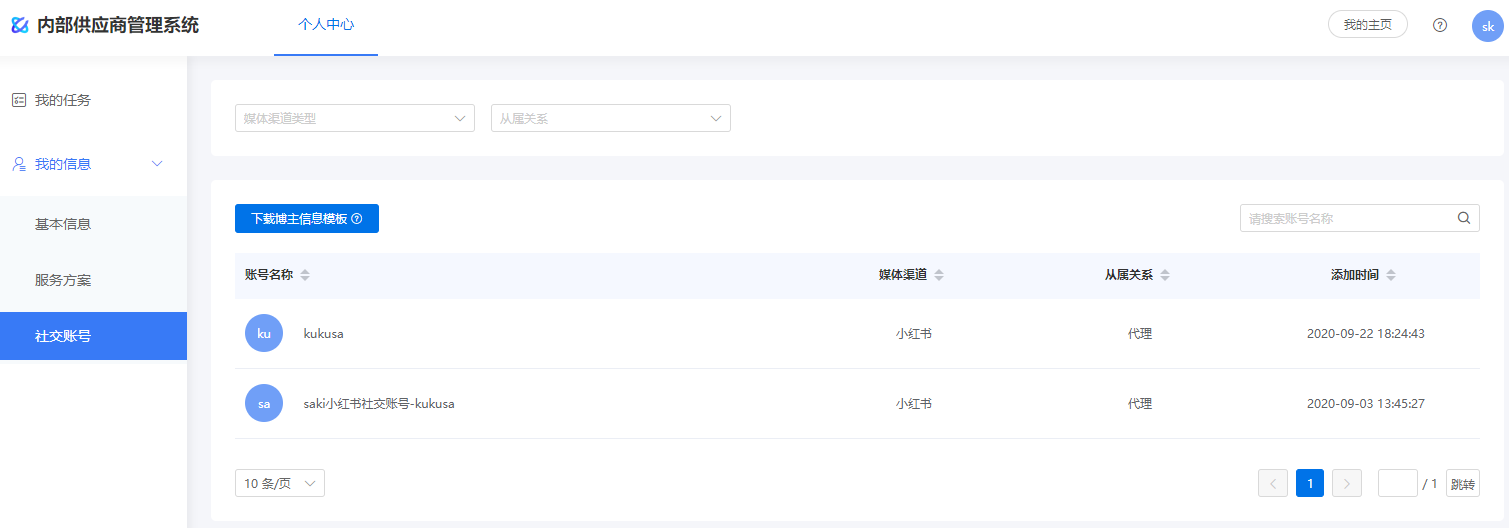 内部供应商管理系统
个人中心
我的主页
sk
我的任务
我的信息
基本信息
服务方案
社交账号
媒体渠道类型
从属关系
下载博主信息模板
请搜索账号名称
账号名称 媒体渠道 从属关系 添加时间
ku kukusa 小红书 代理 2020-09-22 18:24:43
sa saki小红书社交账号-kukusa 小红书 代理 2020-09-03 13:45:27
10 条/页
1
/ 1 跳转